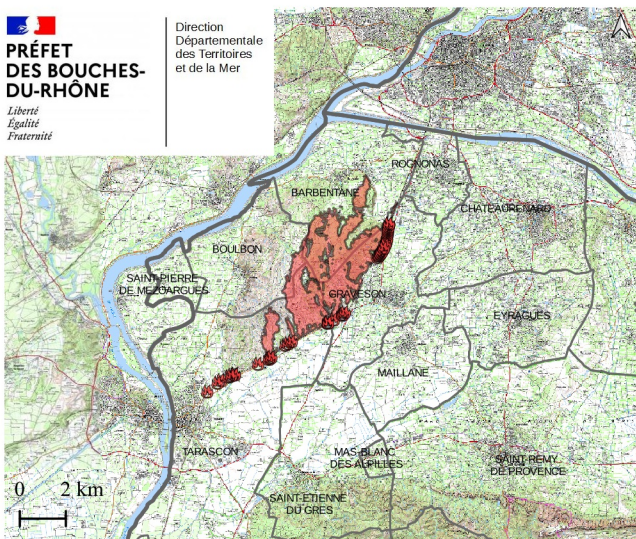 PRÉFET
DES BOUCHES-
DU-RHÔNE
Liberté
Égalité
Fraternité
Direction
Départementale
des Territoires
et de la Mer
ROGNONAS
BARBENTANE
CHATEAURENARD
BOULBON
SAINT-PIERRE
DE MEZOARGUES
GRAVESON
EYRAGUES
MAILLANE
TARASCON
MAS-BLANC
DES ALPILLES
SAINT-REMY
DE PROVENCE
SAINT-ETIENNE
DU GRES
0 2 km